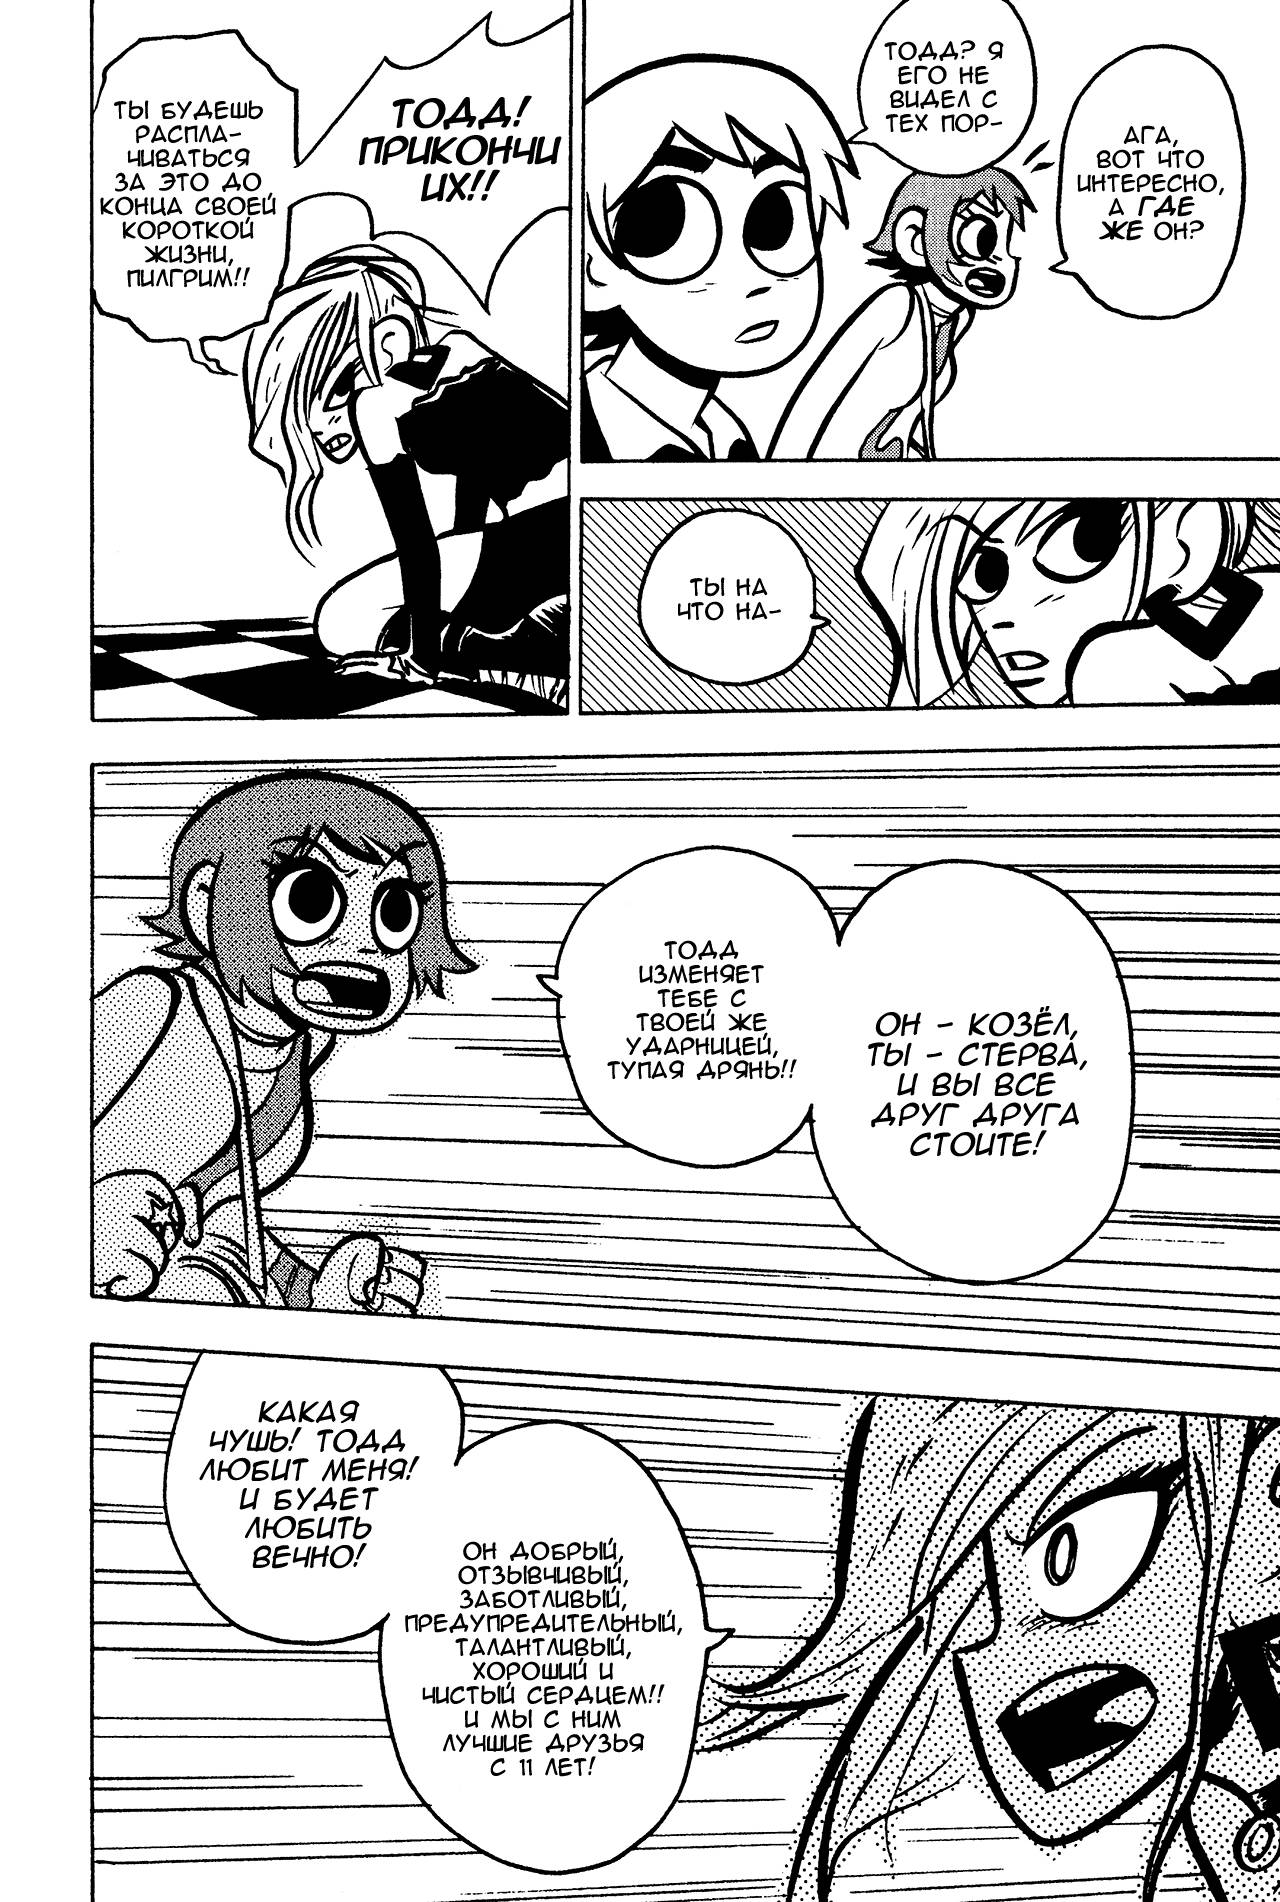 ТЫ БУДЕШЬ
РАСПЛА-
ЧИВАТЬСЯ
ЗА ЭТО ДО
КОНЦА СВОЕЙ
КОРОТКОЙ
ЖИЗНИ,
ПИЛГРИМ!!
ТОДД!
ПРИКОНЧИ
ИХ!!
ТОДД? Я
ЕГО НЕ
ВИДЕЛ С
ТЕХ ПОР-
АГА,
ВОТ ЧТО
ИНТЕРЕСНО,
А ГДЕ
ЖЕ ОН?
ТЫ НА
ЧТО НА-
ТОДД
ИЗМЕНЯЕТ
ТЕБЕ С
ТВОЕЙ ЖЕ
УДАРНИЦЕЙ,
ТУПАЯ ДРЯНЬ!!
ОН - КОЗЁЛ,
ТЫ - СТЕРВА,
И ВЫ ВСЕ
ДРУГ ДРУГА
СТОИТЕ!
КАКАЯ
ЧУШЬ! ТОДД
ЛЮБИТ МЕНЯ!
И БУДЕТ
ЛЮБИТЬ
ВЕЧНО!
ОН ДОБРЫЙ,
ОТЗЫВЧИВЫЙ,
ЗАБОТЛИВЫЙ,
ПРЕДУПРЕДИТЕЛЬНЫЙ,
ТАЛАНТЛИВЫЙ,
ХОРОШИЙ И
ЧИСТЫЙ СЕРДЦЕМ!!
И МЫ С НИМ
ЛУЧШИЕ ДРУЗЬЯ
С 11 ЛЕТ!